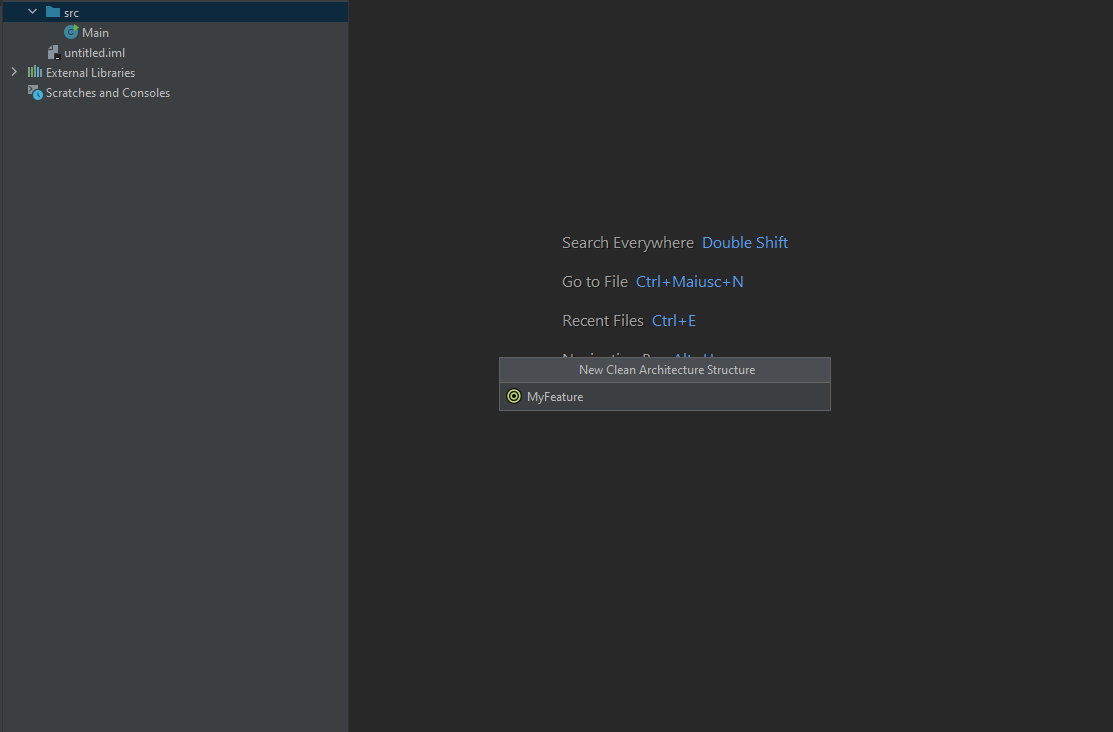 src
Main
untitled.iml
External Libraries
Scratches and Consoles
Search Everywhere Double Shift
Go to File Ctrl+Maiusc+N
Recent Files Ctrl+E
New Clean Architecture Structure
MyFeature